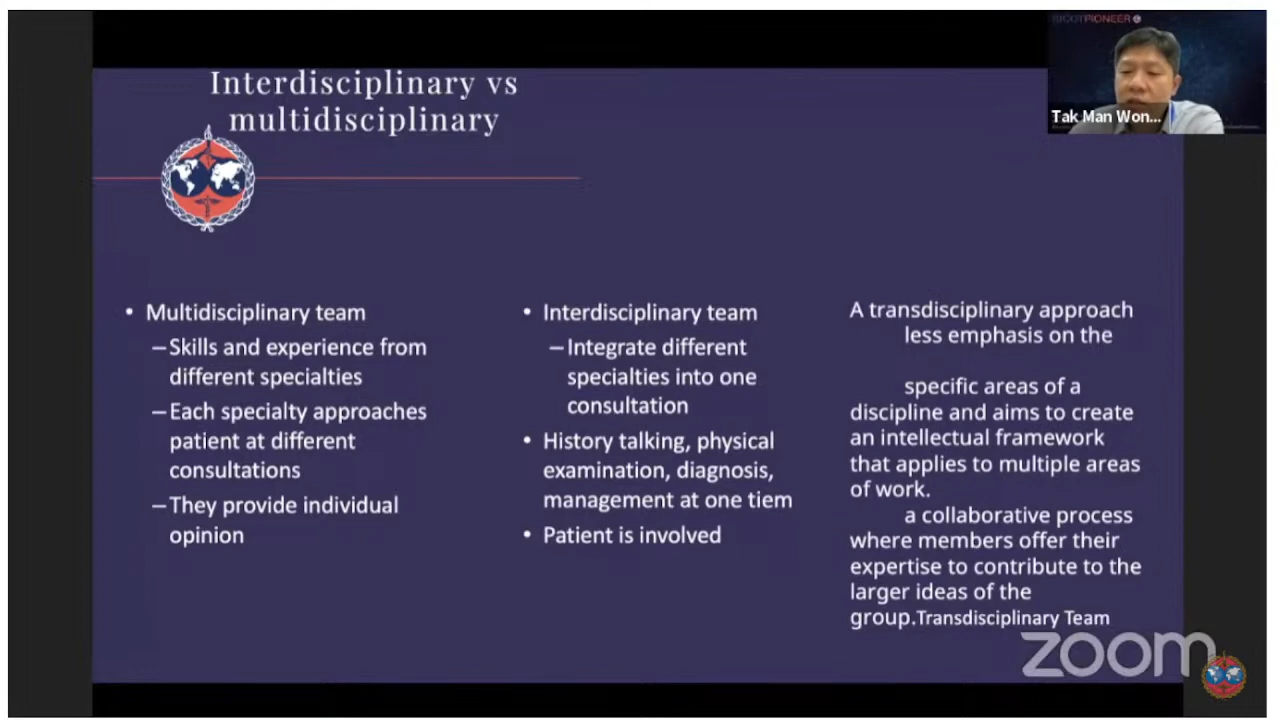 Interdisciplinary vs
multidisciplinary
PIONEER
Tak Man Won...
• Multidisciplinary team
– Skills and experience from
different specialties
– Each specialty approaches
patient at different
consultations
– They provide individual
opinion
• Interdisciplinary team
– Integrate different
specialties into one
consultation
• History talking, physical
examination, diagnosis,
management at one tiem
• Patient is involved
A transdisciplinary approach
less emphasis on the
specific areas of a
discipline and aims to create
an intellectual framework
that applies to multiple areas
of work.
a collaborative process
where members offer their
expertise to contribute to the
larger ideas of the
group.Transdisciplinary Team
zoom